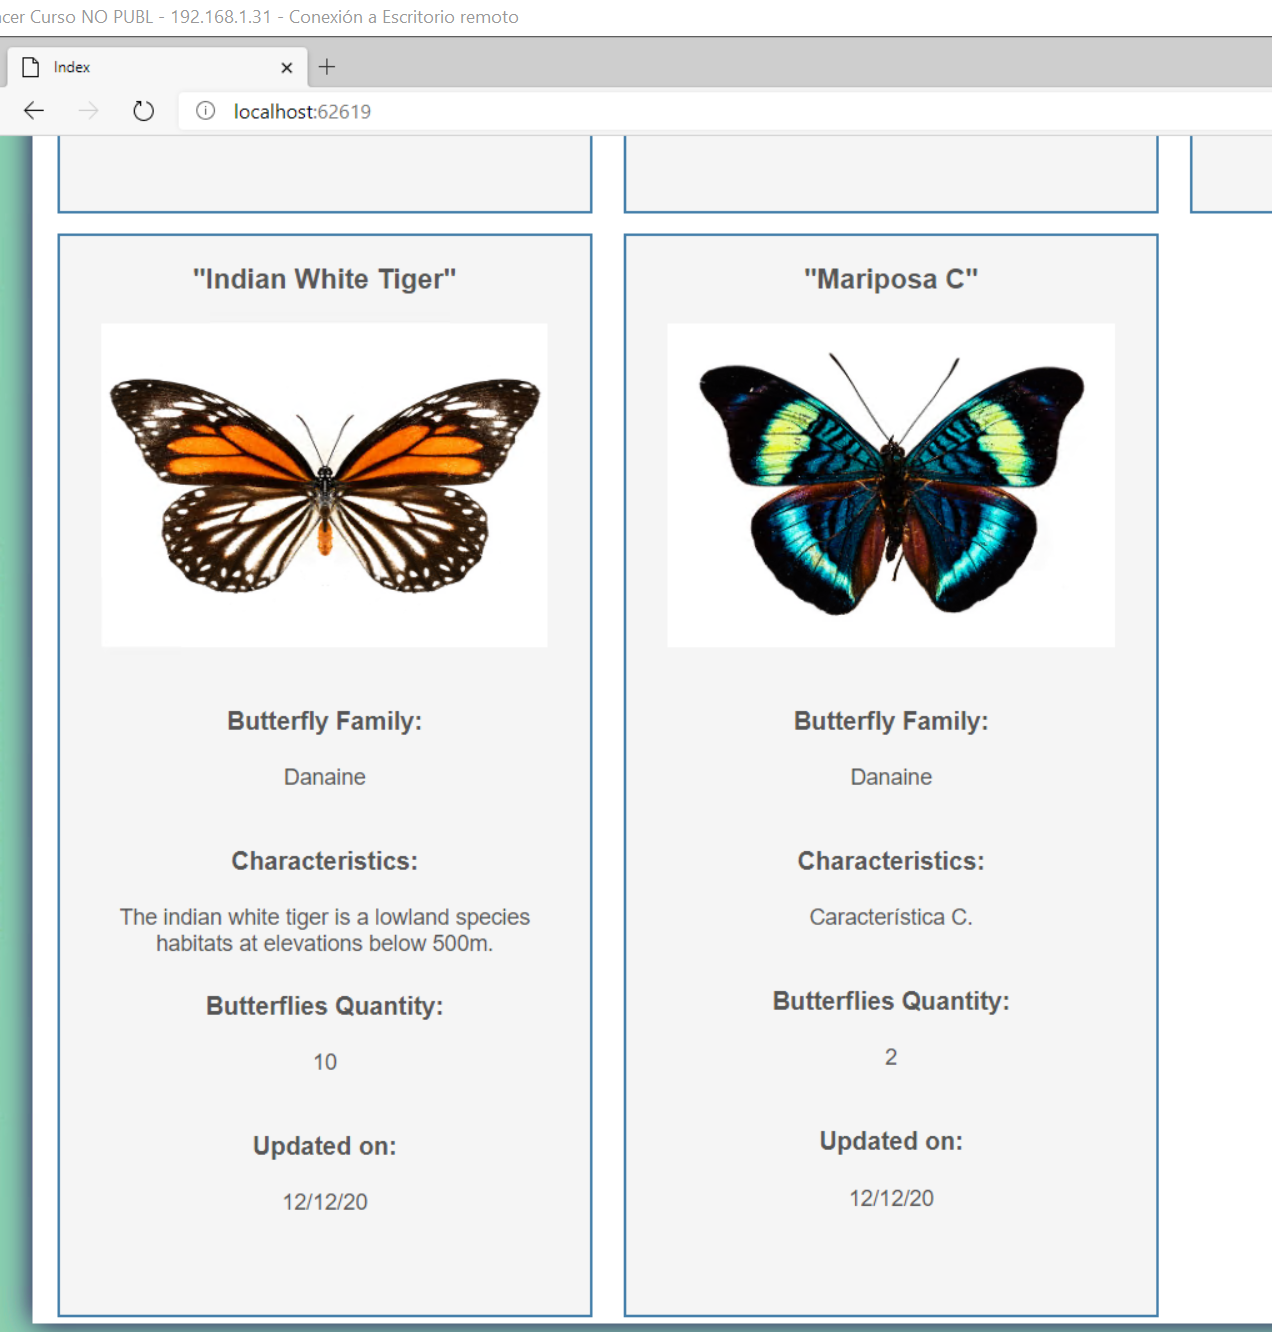 cer Curso NO PUBL - 192.168.1.31 - Conexión a Escritorio remoto
Index
localhost:62619
"Indian White Tiger"
Butterfly Family:
Danaine
Characteristics:
The indian white tiger is a lowland species
habitats at elevations below 500m.
Butterflies Quantity:
10
Updated on:
12/12/20
"Mariposa C"
Butterfly Family:
Danaine
Characteristics:
Característica C.
Butterflies Quantity:
2
Updated on:
12/12/20